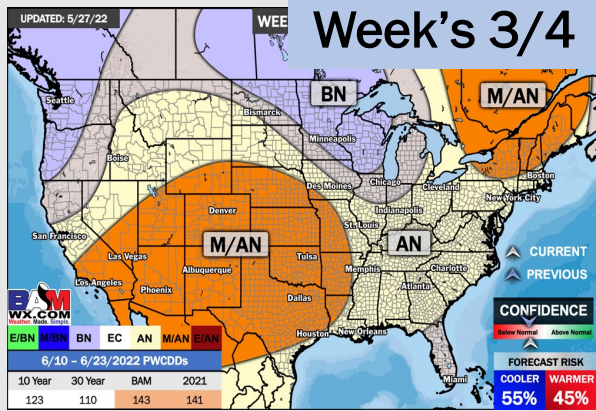 UPDATED: 5/27/22
WEE
Week's 3/4
BN
M/AN
Seattle
Bismarck
Minneapolis
Boise
Boston
Des Moines
Chicago
Cleveland
New York City
Denver
Indianapolis
San Francisco
St. Louis
M/AN
AN
Las Vegas
CURRENT
Tulsa
Albuquerque
Memphis
Charlotte
PREVIOUS
Los Angeles
Phoenix
Atlanta
Dallas
BAM
WX.COM
Weather. Made. Simple.
CONFIDENCE
Below Normal Above Normal
Houston
New Orleans
E/BN M/BN BN EC AN M/AN E/AN
6/10 – 6/23/2022 PWCDDs
FORECAST RISK
10 Year 30 Year BAM 2021
123 110 143 141
Miami
COOLER WARMER
55% 45%